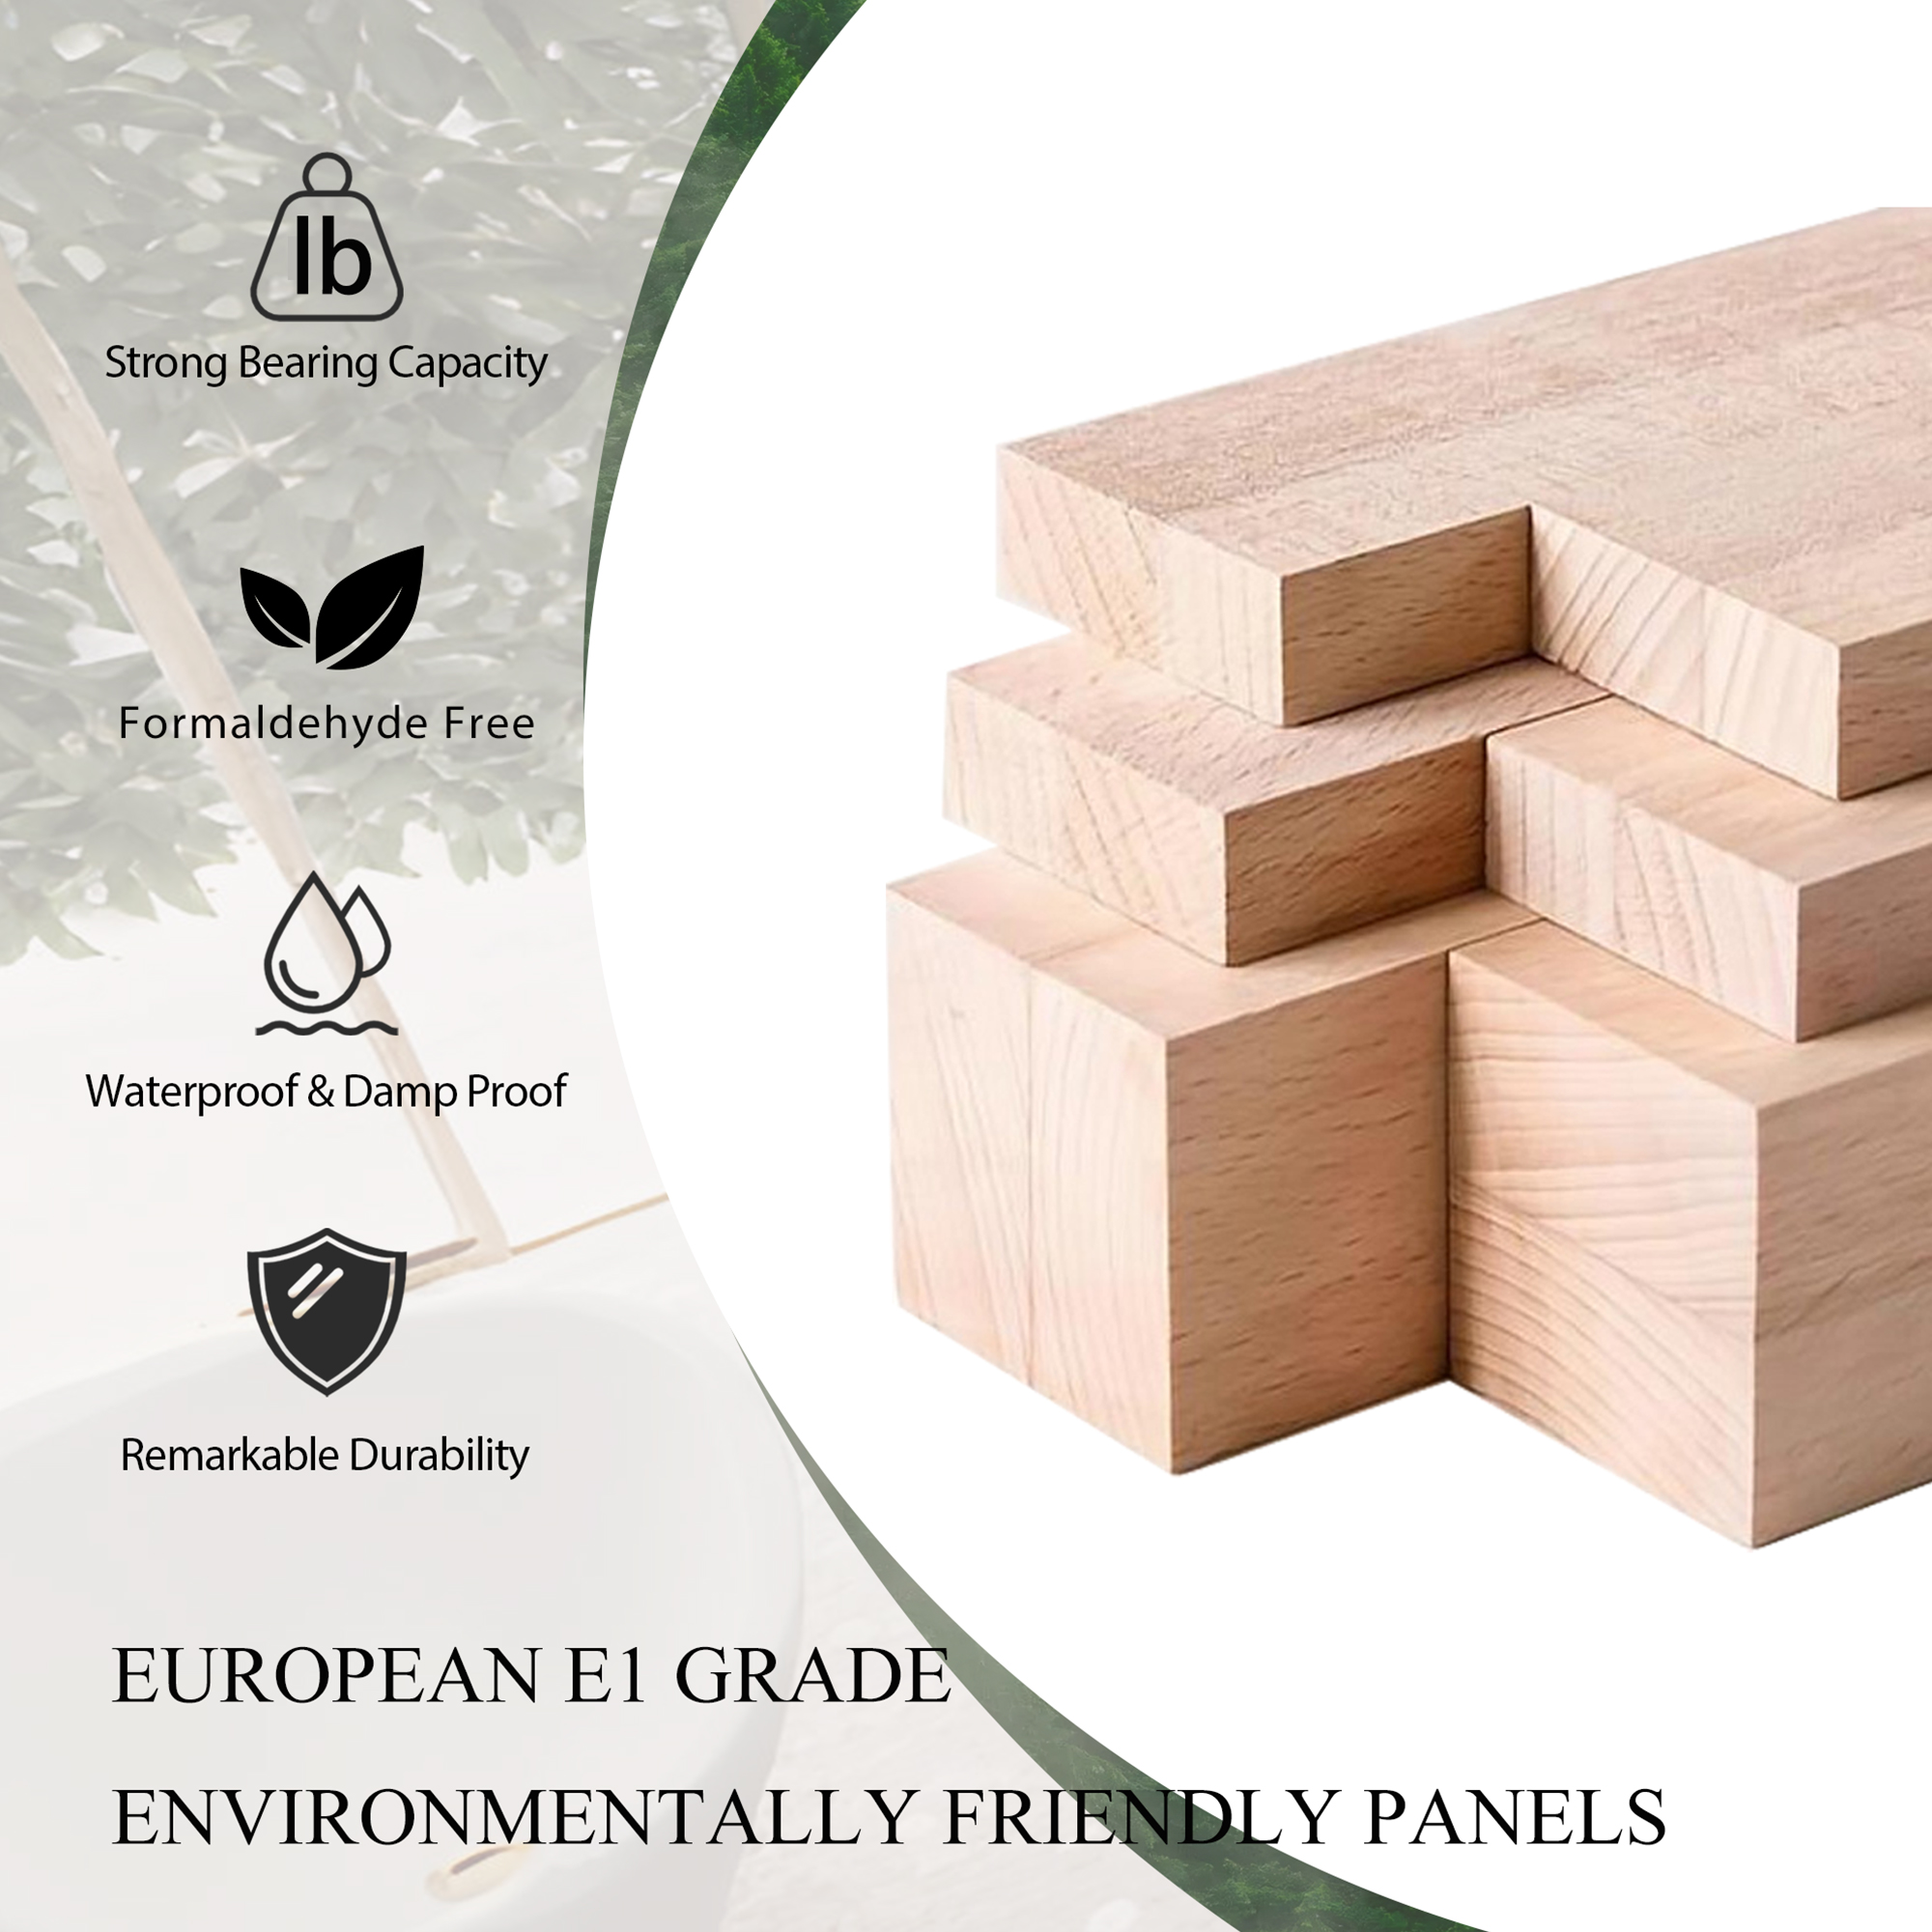 lb
Strong Bearing Capacity
Formaldehyde Free
Waterproof & Damp Proof
Remarkable Durability
EUROPEAN E1 GRADE
ENVIRONMENTALLY FRIENDLY PANELS